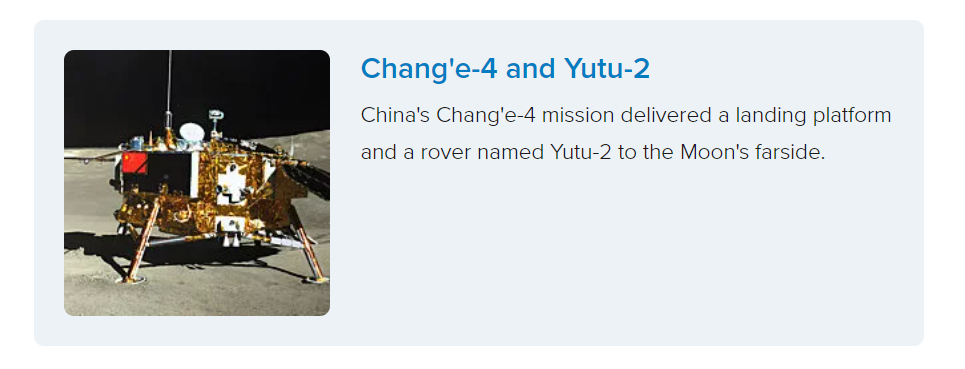 Chang'e-4 and Yutu-2
China's Chang'e-4 mission delivered a landing platform
and a rover named Yutu-2 to the Moon's farside.